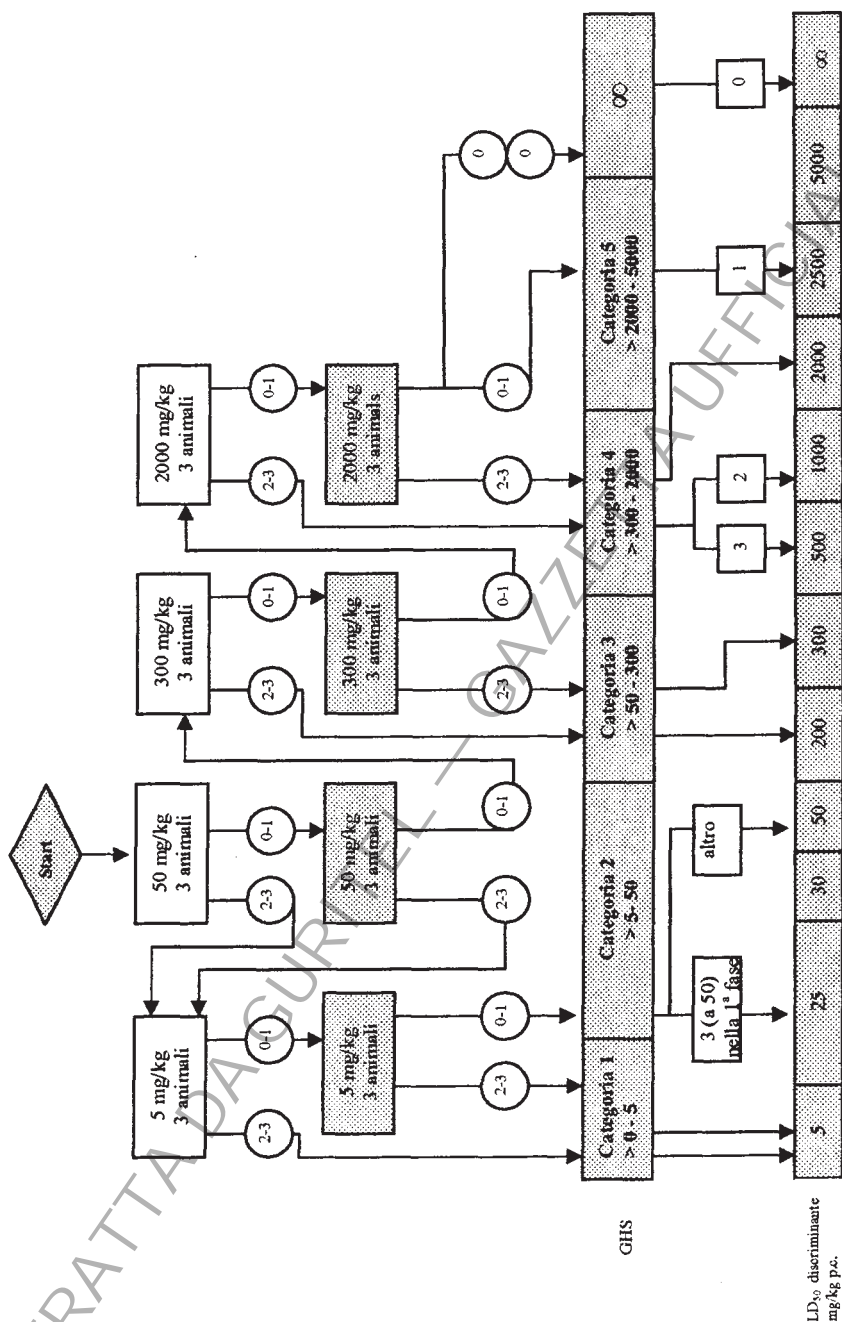 Start
5 mg/kg
3 animali
50 mg/kg
3 animali
300 mg/kg
3 animali
2000 mg/kg
3 animali
2-3
0-1
2-3
0-1
2-3
0-1
2-3
0-1
5 mg/kg
3 animali
50 mg/kg
3 animali
300 mg/kg
3 animali
2000 mg/kg
3 animals
2-3
0-1
2-3
0-1
2-3
0-1
2-3
0-1
0
0
GHS
Categoria 1
> 0 - 5
Categoria 2
> 5- 50
Categoria 3
> 50 - 300
Categoria 4
> 300 - 2000
Categoria 5
> 2000 - 5000
∞
3 (a 50)
nella 1ª fase
altro
3
2
1
0
LD50 discriminante
mg/kg p.c.
5
25
30
50
200
300
500
1000
2000
2500
5000
∞
TRATTA DA GURITEL — GAZZETTA UFFICIAL